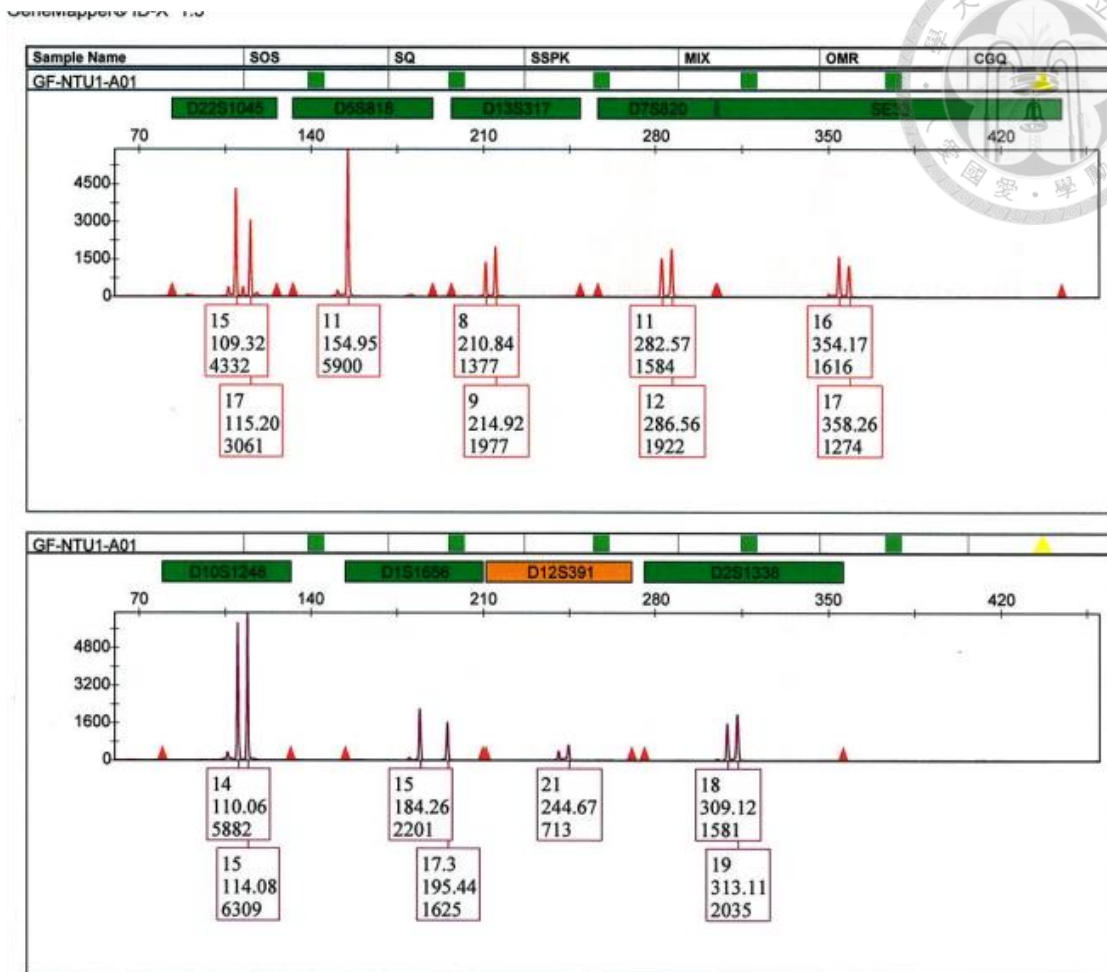 Sample Name SOS SQ SSPK MIX OMR CGQ
GF-NTU1-A01
D22S1045 D5S818 D13S317 D7S820 SE33
70 140 210 280 350 420
4500
3000
1500
0
15 11 8 11 16
109.32 154.95 210.84 282.57 354.17
4332 5900 1377 1584 1616
17 9 12 17
115.20 214.92 286.56 358.26
3061 1977 1922 1274
GF-NTU1-A01
D10S1248 D1S1656 D12S391 D2S1338
70 140 210 280 350 420
4800
3200
1600
0
14 15 21 18
110.06 184.26 244.67 309.12
5882 2201 713 1581
15 17.3 19
114.08 195.44 313.11
6309 1625 2035